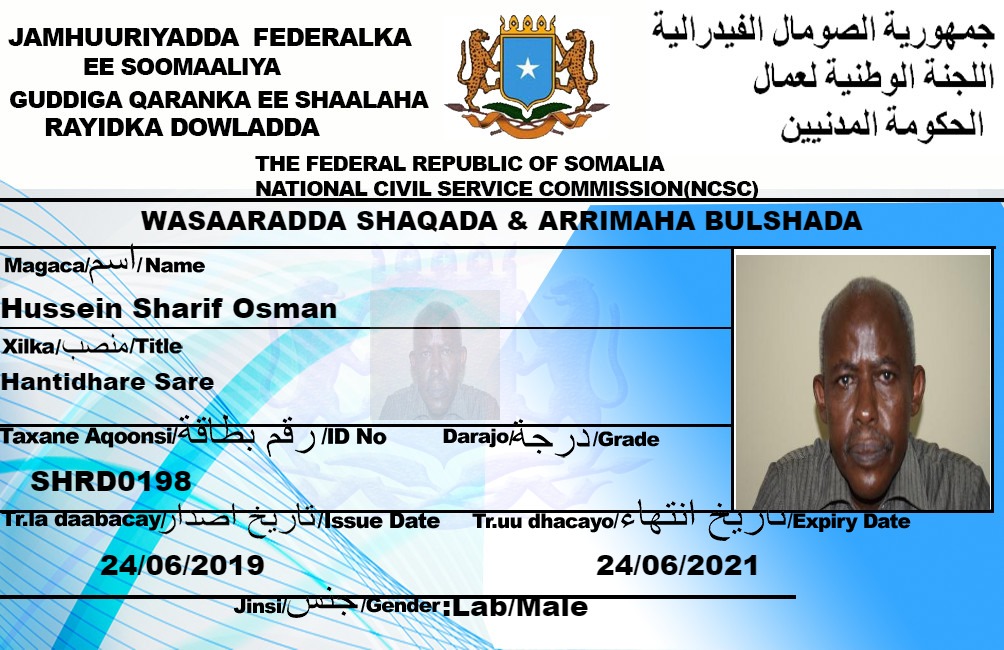 JAMHUURIYADDA FEDERALKA
EE SOOMAALIYA
GUDDIGA QARANKA EE SHAALAHA
RAYIDKA DOWLADDA
جمهورية الصومال الفيدرالية
اللجنة الوطنية لعمال
الحكومة المدنيين
THE FEDERAL REPUBLIC OF SOMALIA
NATIONAL CIVIL SERVICE COMMISSION(NCSC)
WASAARADDA SHAQADA & ARRIMAHA BULSHADA
Magaca/اسم/Name
Hussein Sharif Osman
Xilka/منصب/Title
Hantidhare Sare
Taxane Aqoonsi/رقم بطاقة/ID No
Darajo/درجة/Grade
SHRD0198
Tr.la daabacay/تاريخ اصدار/Issue Date
Tr.uu dhacayo/تاريخ انتهاء/Expiry Date
24/06/2019
24/06/2021
Jinsi/جنس/Gender:Lab/Male